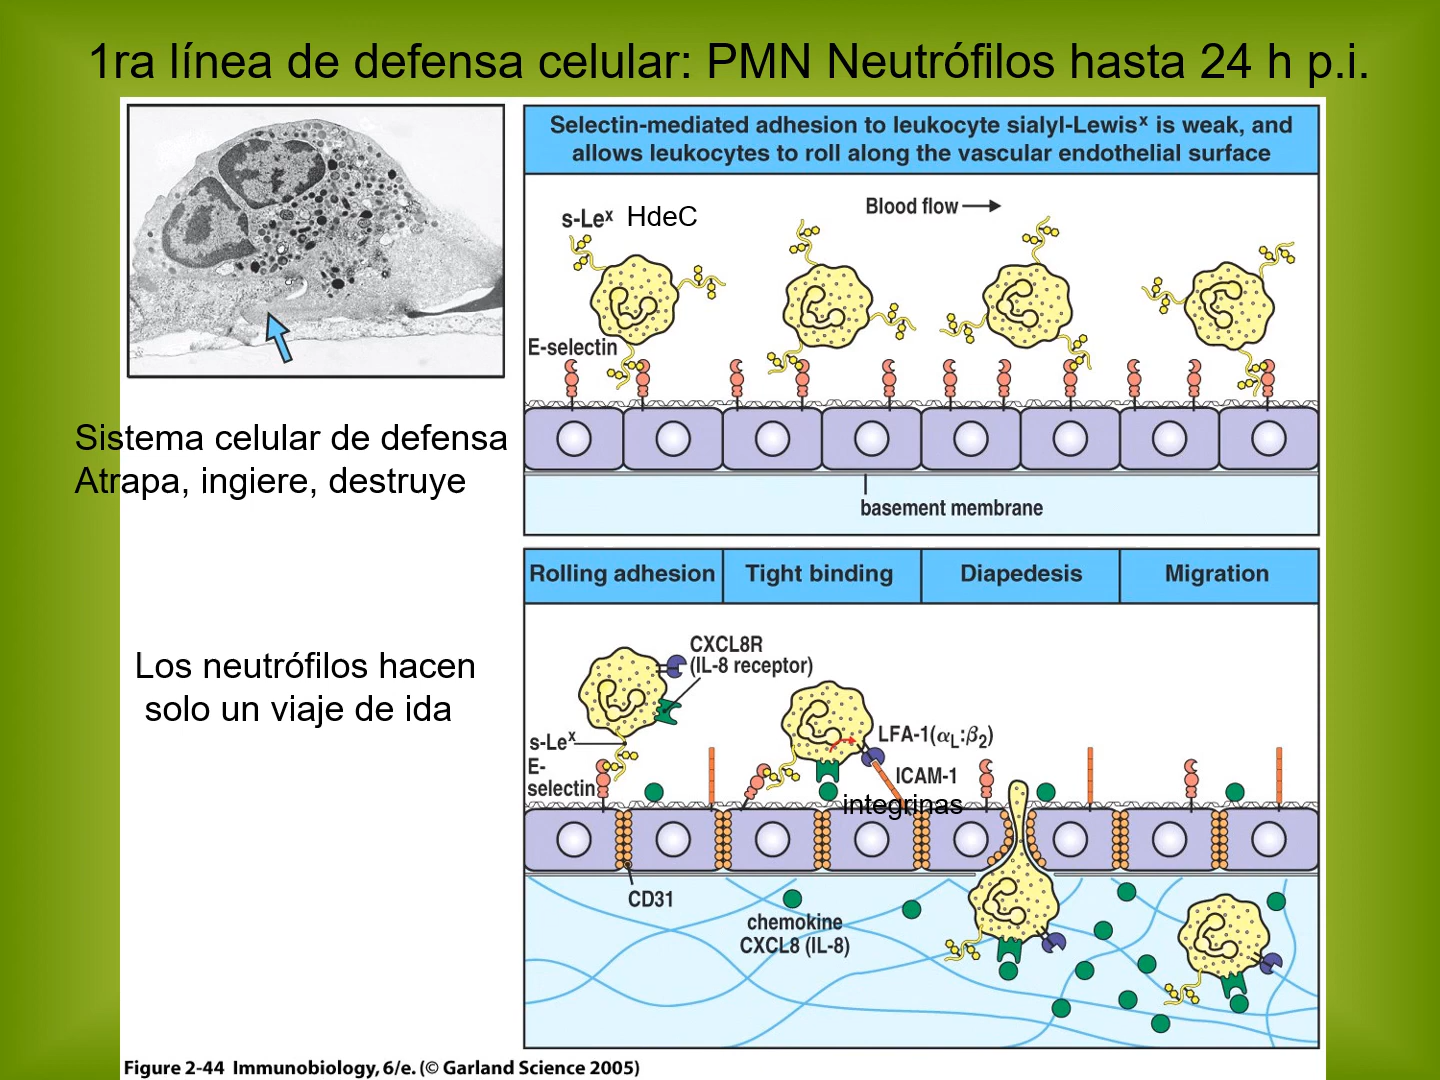 1ra línea de defensa celular: PMN Neutrófilos hasta 24 h p.i.
Selectin-mediated adhesion to leukocyte sialyl-Lewisˣ is weak, and
allows leukocytes to roll along the vascular endothelial surface
s-Leˣ HdeC
Blood flow
E-selectin
basement membrane
Sistema celular de defensa
Atrapa, ingiere, destruye
Rolling adhesion
Tight binding
Diapedesis
Migration
Los neutrófilos hacen
solo un viaje de ida
CXCL8R
(IL-8 receptor)
s-Leˣ
E-
selectin
LFA-1(αL:β2)
ICAM-1
integrinas
CD31
chemokine
CXCL8 (IL-8)
Figure 2-44 Immunobiology, 6/e. (© Garland Science 2005)